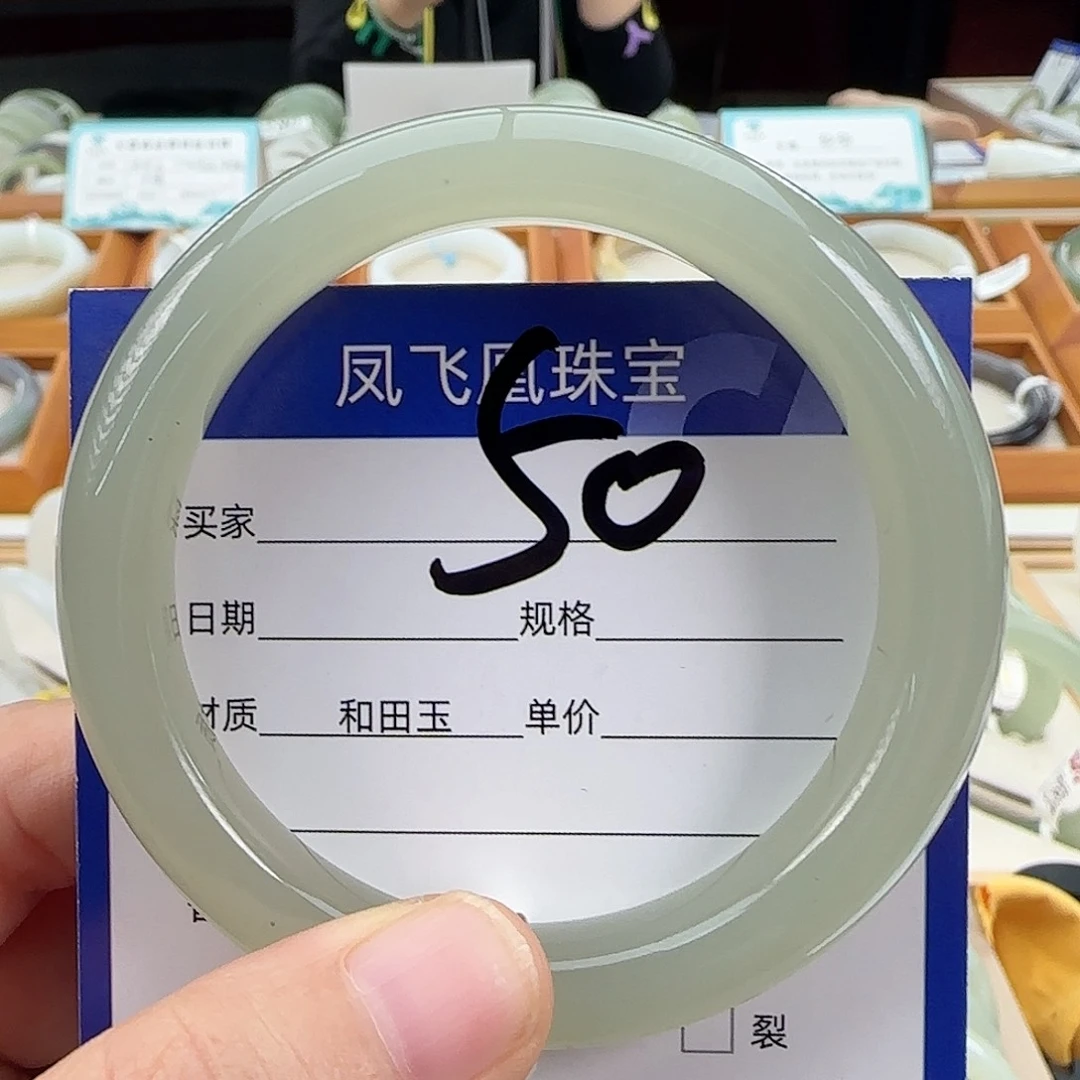 凤飞凰珠宝
50
买家
日期 规格
材质 和田玉 单价
裂